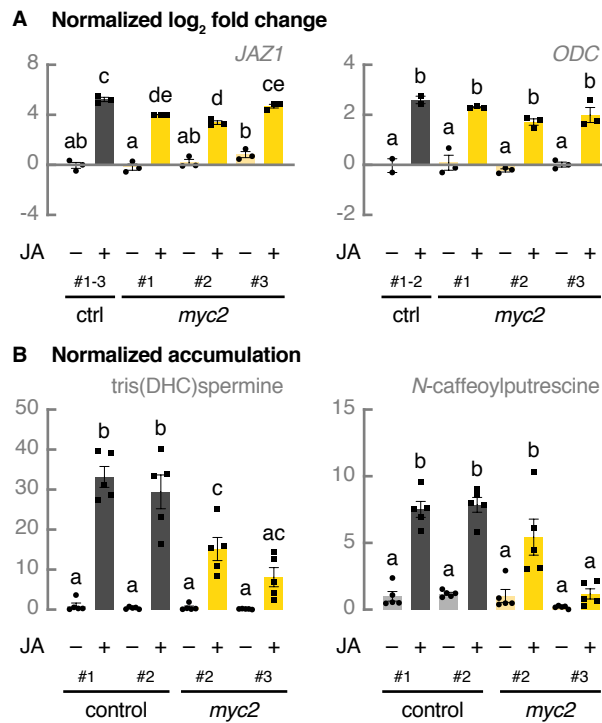 A Normalized log2 fold change
JAZ1
ODC
8
4
0
-4
ab
c
a
de
ab
d
b
ce
4
2
0
-2
a
b
a
b
a
b
a
b
JA – + – + – + – +
#1-3 #1 #2 #3
ctrl myc2
JA – + – + – + – +
#1-2 #1 #2 #3
ctrl myc2
B Normalized accumulation
tris(DHC)spermine
N-caffeoylputrescine
50
40
30
20
10
0
a
b
a
b
a
c
a
ac
15
10
5
0
a
b
a
b
a
b
a
a
JA – + – + – + – +
#1 #2 #2 #3
control myc2
JA – + – + – + – +
#1 #2 #2 #3
control myc2